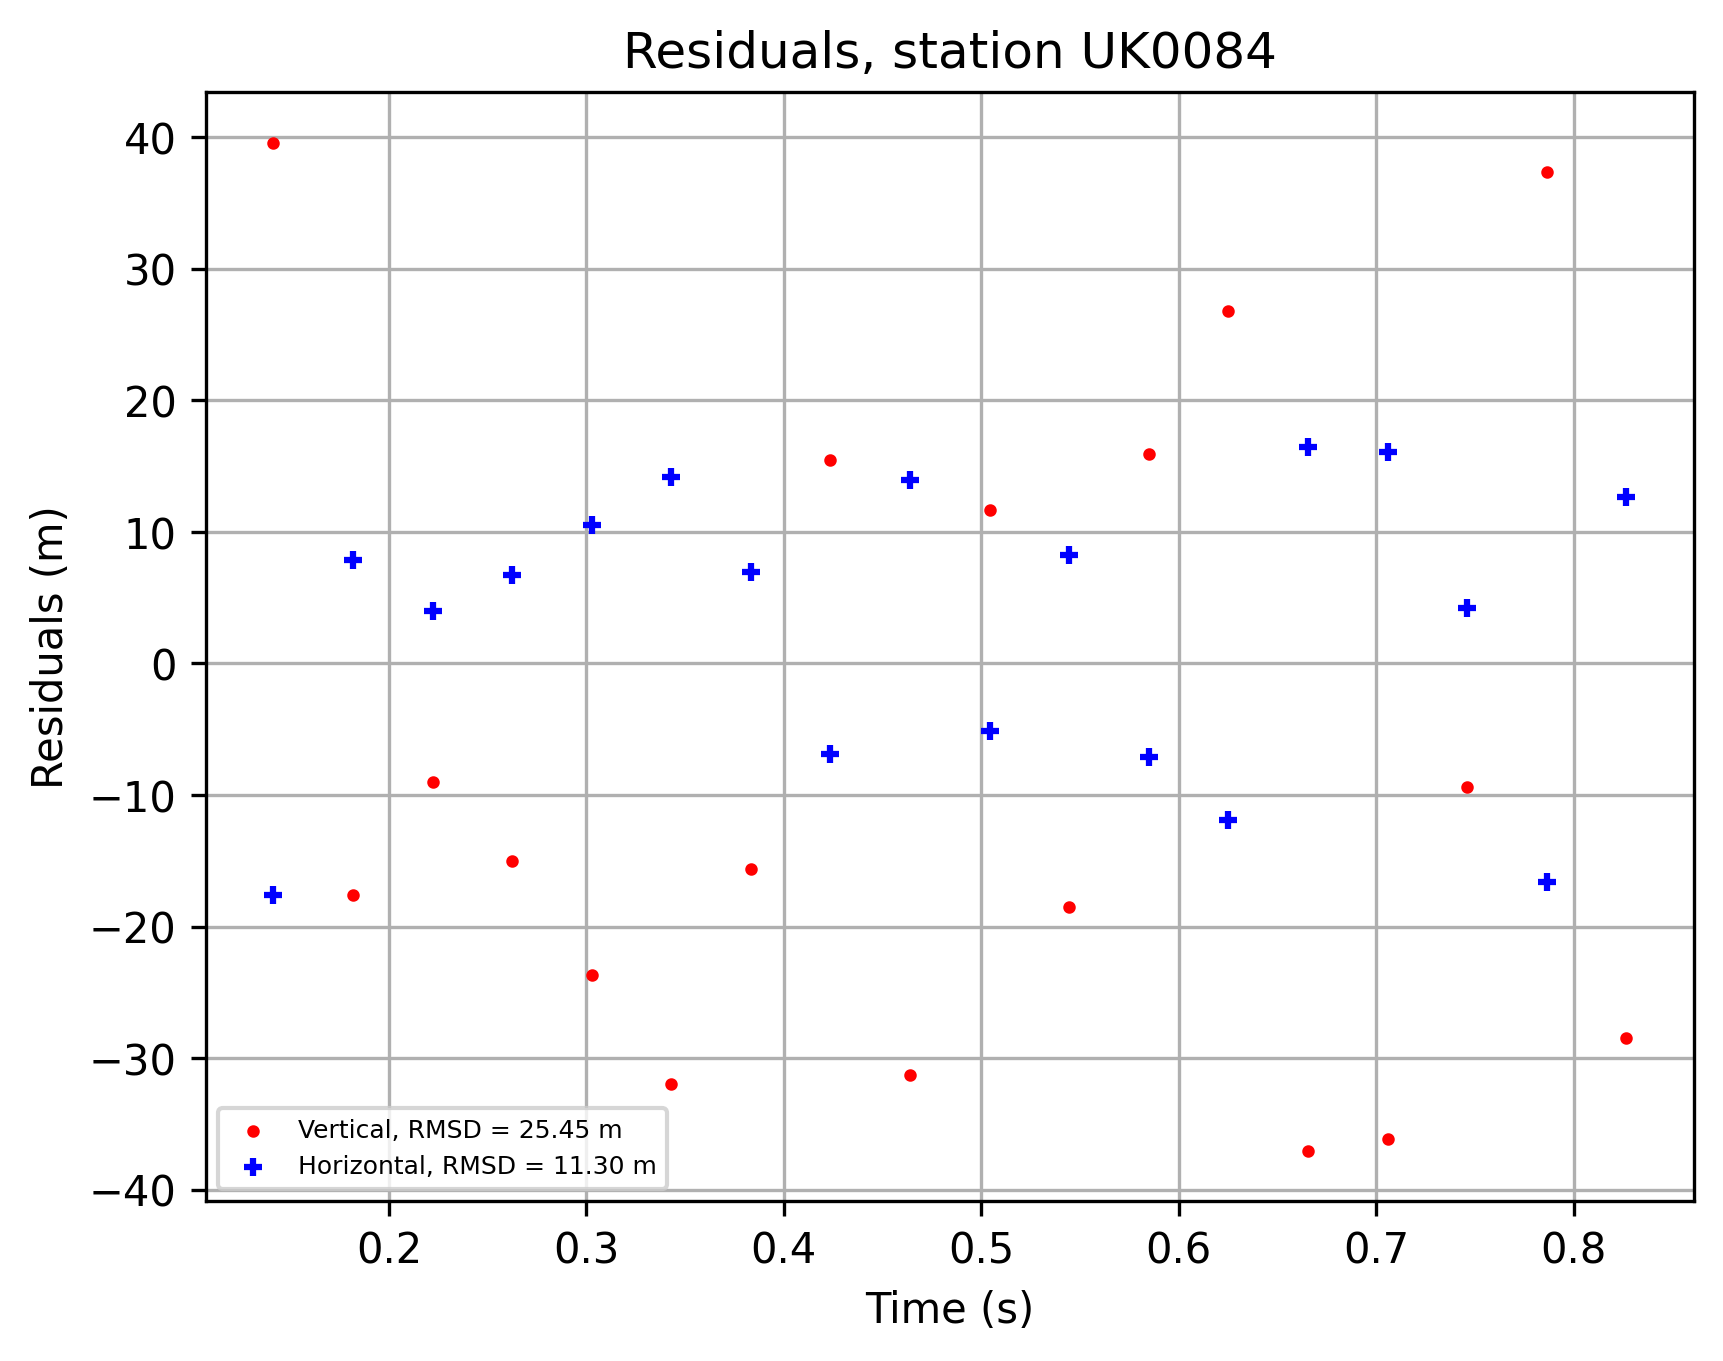 Residuals, station UK0084
Residuals (m)
40
30
20
10
0
−10
−20
−30
−40
Vertical, RMSD = 25.45 m
Horizontal, RMSD = 11.30 m
0.2 0.3 0.4 0.5 0.6 0.7 0.8
Time (s)